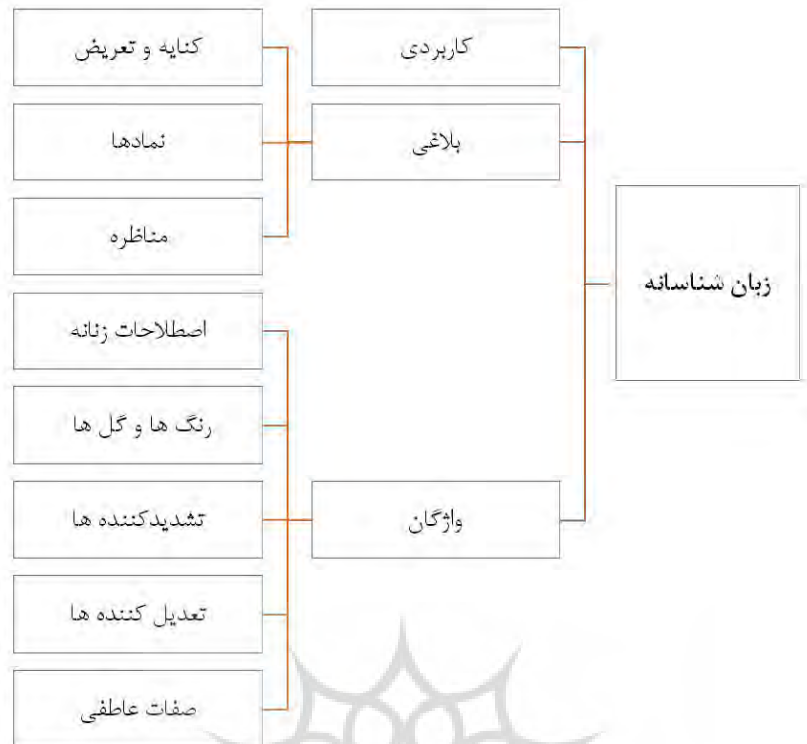 زبان شناسانه
کاربردی
بلاغی
کنایه و تعریض
نمادها
مناظره
واژگان
اصطلاحات زنانه
رنگ ها و گل ها
تشدیدکننده ها
تعدیل کننده ها
صفات عاطفی